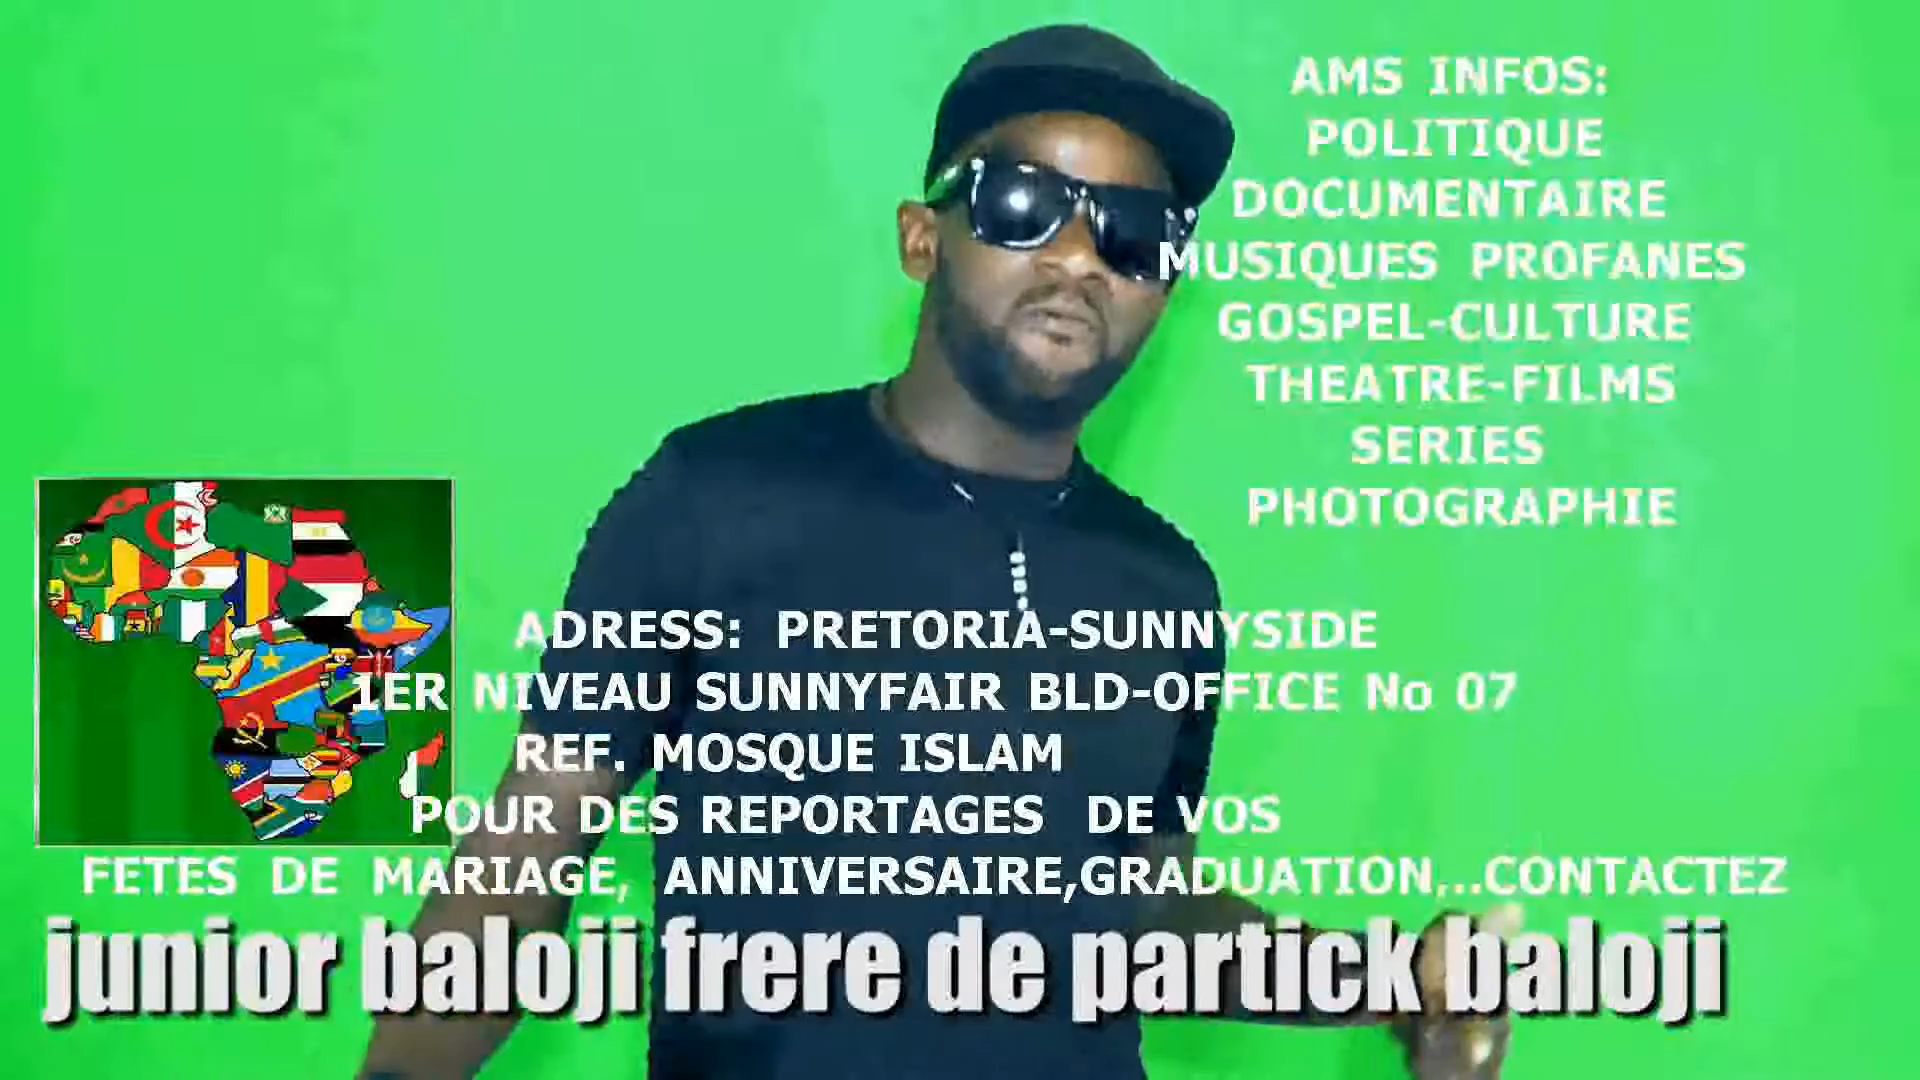 AMS INFOS:
POLITIQUE
DOCUMENTAIRE
MUSIQUES PROFANES
GOSPEL-CULTURE
THEATRE-FILMS
SERIES
PHOTOGRAPHIE
ADRESS: PRETORIA-SUNNYSIDE
1ER NIVEAU SUNNYFAIR BLD-OFFICE No 07
REF. MOSQUE ISLAM
POUR DES REPORTAGES DE VOS
FETES DE MARIAGE, ANNIVERSAIRE,GRADUATION,..CONTACTEZ
junior baloji frere de partick baloji